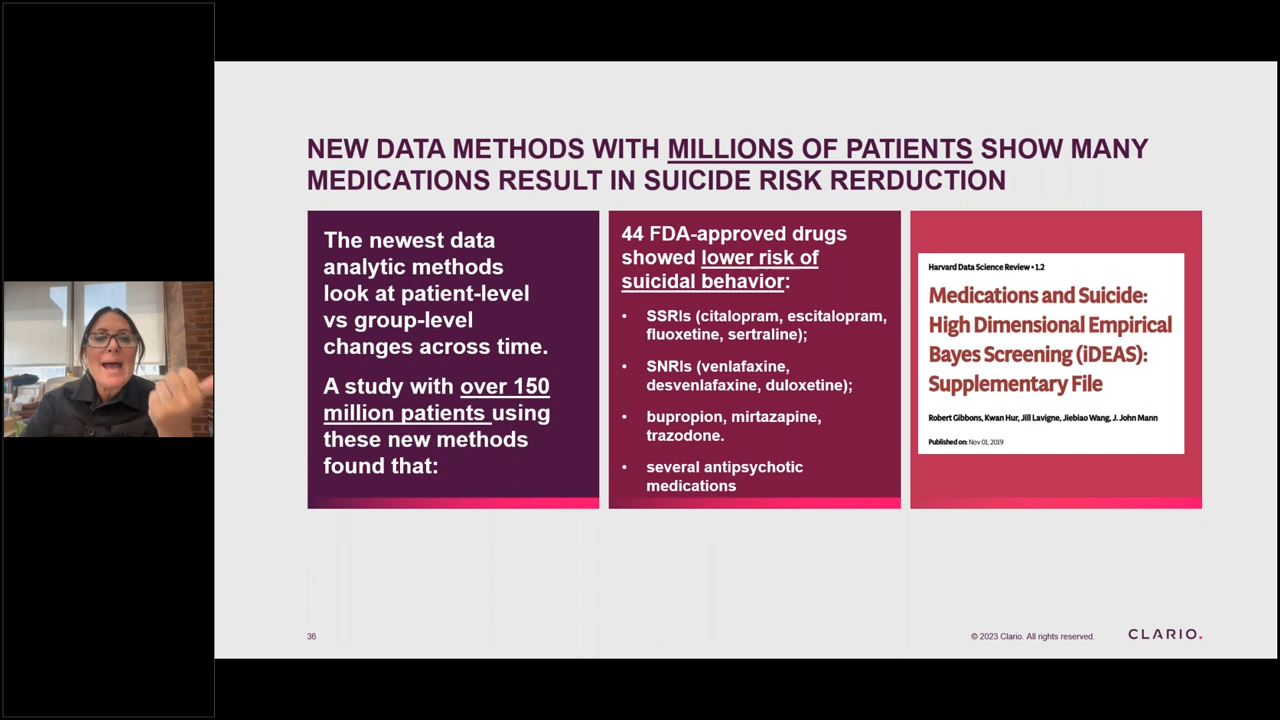 NEW DATA METHODS WITH MILLIONS OF PATIENTS SHOW MANY
MEDICATIONS RESULT IN SUICIDE RISK RERDUCTION
The newest data
analytic methods
look at patient-level
vs group-level
changes across time.
A study with over 150
million patients using
these new methods
found that:
44 FDA-approved drugs
showed lower risk of
suicidal behavior:
• SSRIs (citalopram, escitalopram,
fluoxetine, sertraline);
• SNRIs (venlafaxine,
desvenlafaxine, duloxetine);
• bupropion, mirtazapine,
trazodone.
• several antipsychotic
medications
Harvard Data Science Review • 1.2
Medications and Suicide:
High Dimensional Empirical
Bayes Screening (iDEAS):
Supplementary File
Robert Gibbons, Kwan Hur, Jill Lavigne, Jiebiao Wang, J. John Mann
Published on: Nov 01, 2019
36
© 2023 Clario. All rights reserved.
CLARIO.